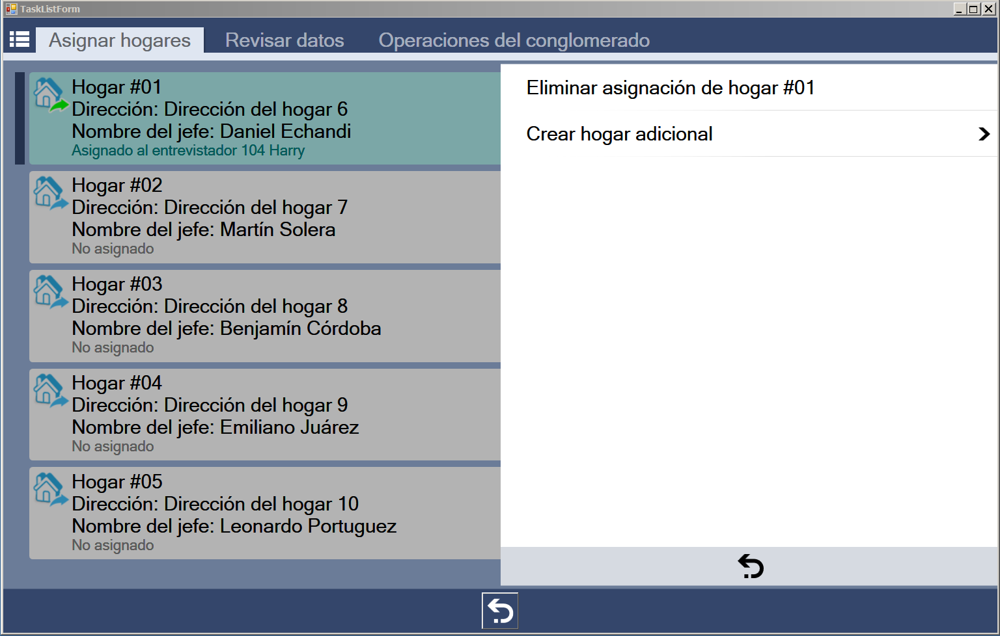 TaskListForm
Asignar hogares
Revisar datos
Operaciones del conglomerado
Hogar #01
Dirección: Dirección del hogar 6
Nombre del jefe: Daniel Echandi
Asignado al entrevistador 104 Harry
Hogar #02
Dirección: Dirección del hogar 7
Nombre del jefe: Martín Solera
No asignado
Hogar #03
Dirección: Dirección del hogar 8
Nombre del jefe: Benjamín Córdoba
No asignado
Hogar #04
Dirección: Dirección del hogar 9
Nombre del jefe: Emiliano Juárez
No asignado
Hogar #05
Dirección: Dirección del hogar 10
Nombre del jefe: Leonardo Portuguez
No asignado
Eliminar asignación de hogar #01
Crear hogar adicional